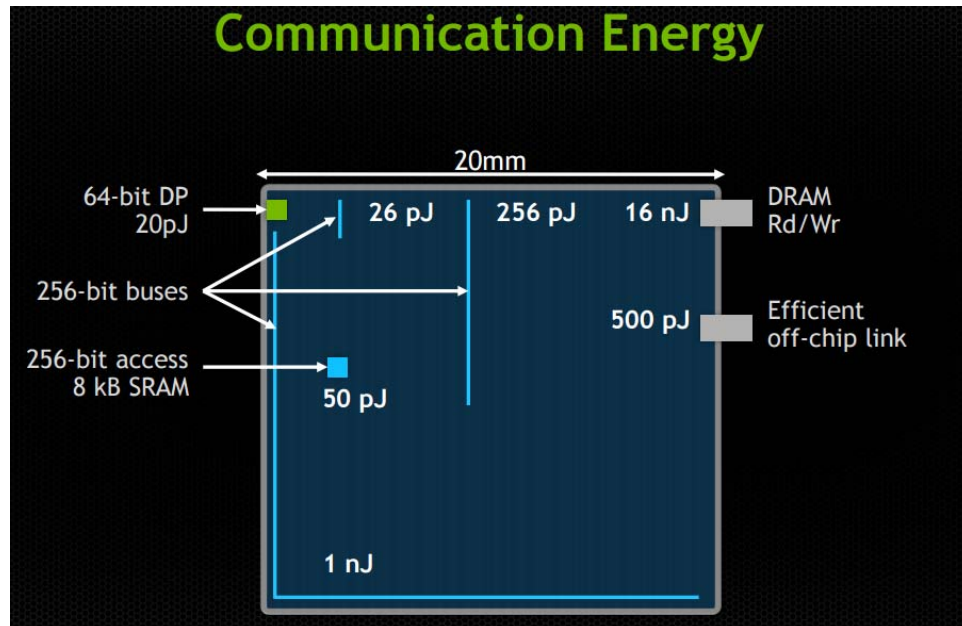 Communication Energy
20mm
64-bit DP
20pJ
26 pJ
256 pJ
16 nJ
DRAM
Rd/Wr
256-bit buses
500 pJ
Efficient
off-chip link
256-bit access
8 kB SRAM
50 pJ
1 nJ